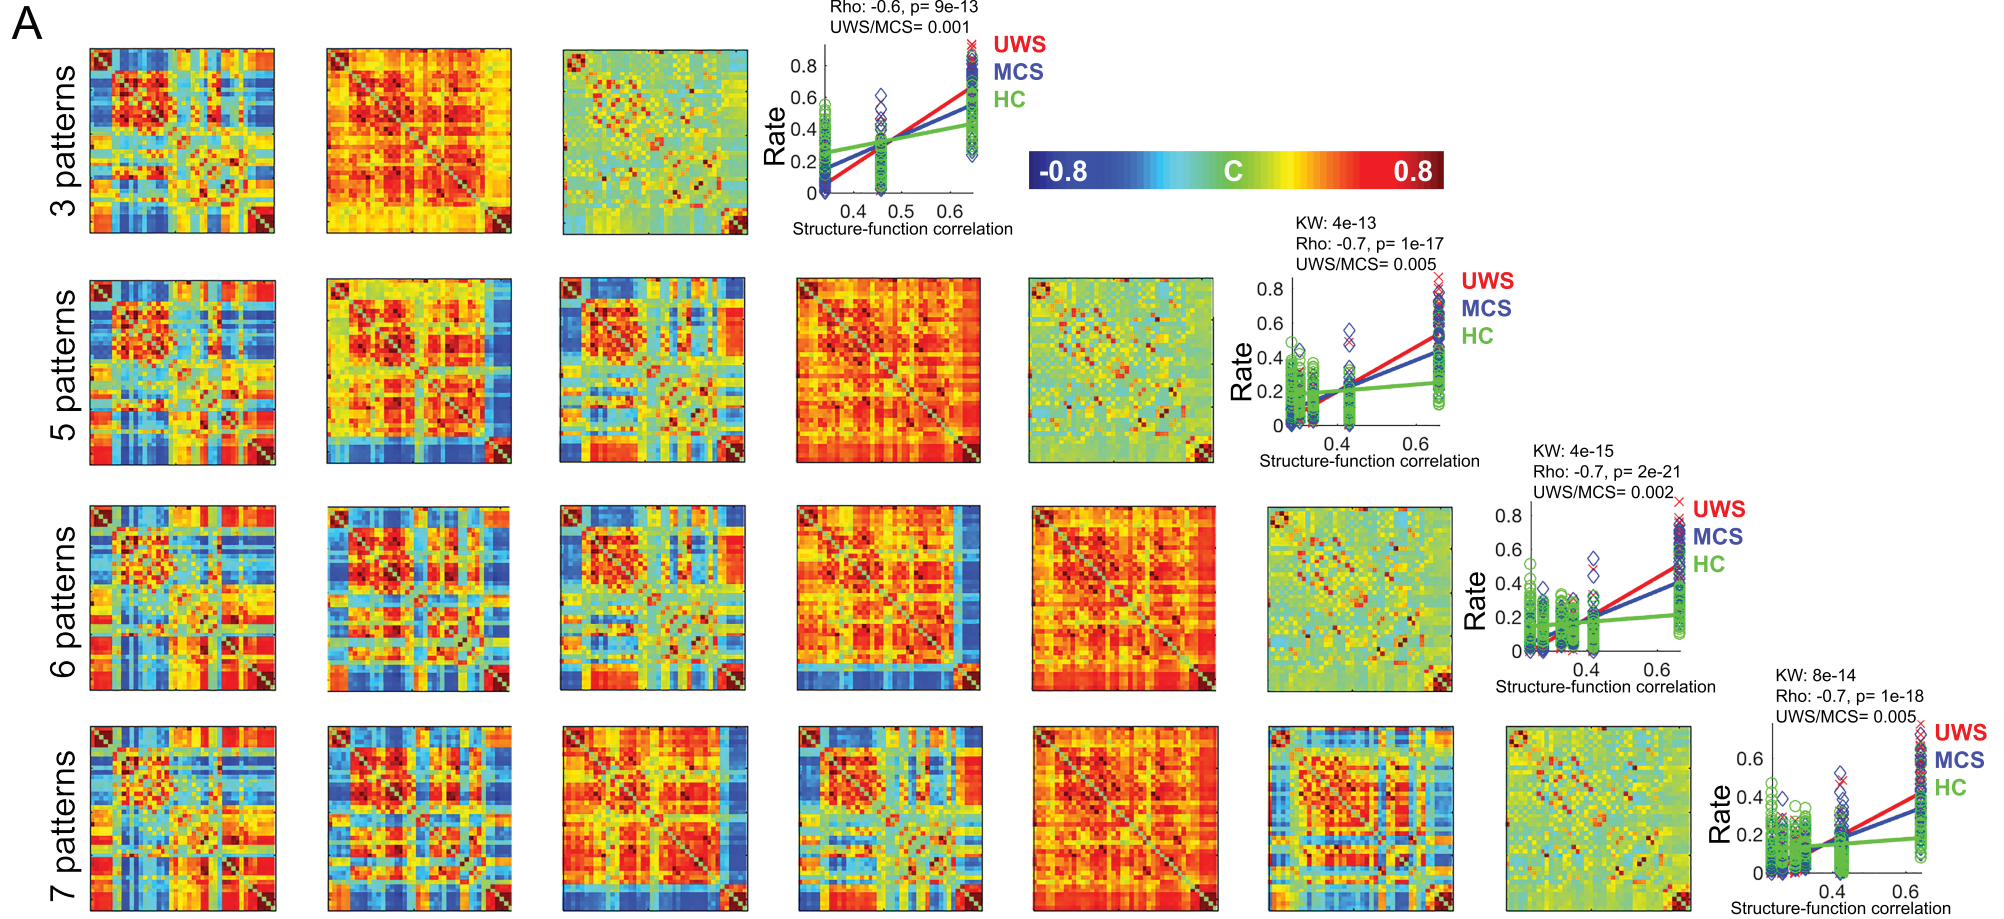 A
3 patterns
Rho: -0.6, p= 9e-13
UWS/MCS= 0.001
UWS
MCS
HC
Rate
0.8
0.6
0.4
0.2
0
0.4 0.5 0.6
Structure-function correlation
-0.8 C 0.8
5 patterns
KW: 4e-13
Rho: -0.7, p= 1e-17
UWS/MCS= 0.005
UWS
MCS
HC
Rate
0.8
0.6
0.4
0.2
0
0.4 0.6
Structure-function correlation
6 patterns
KW: 4e-15
Rho: -0.7, p= 2e-21
UWS/MCS= 0.002
UWS
MCS
HC
Rate
0.8
0.6
0.4
0.2
0
0.4 0.6
Structure-function correlation
7 patterns
KW: 8e-14
Rho: -0.7, p= 1e-18
UWS/MCS= 0.005
UWS
MCS
HC
Rate
0.6
0.4
0.2
0
0.4 0.6
Structure-function correlation